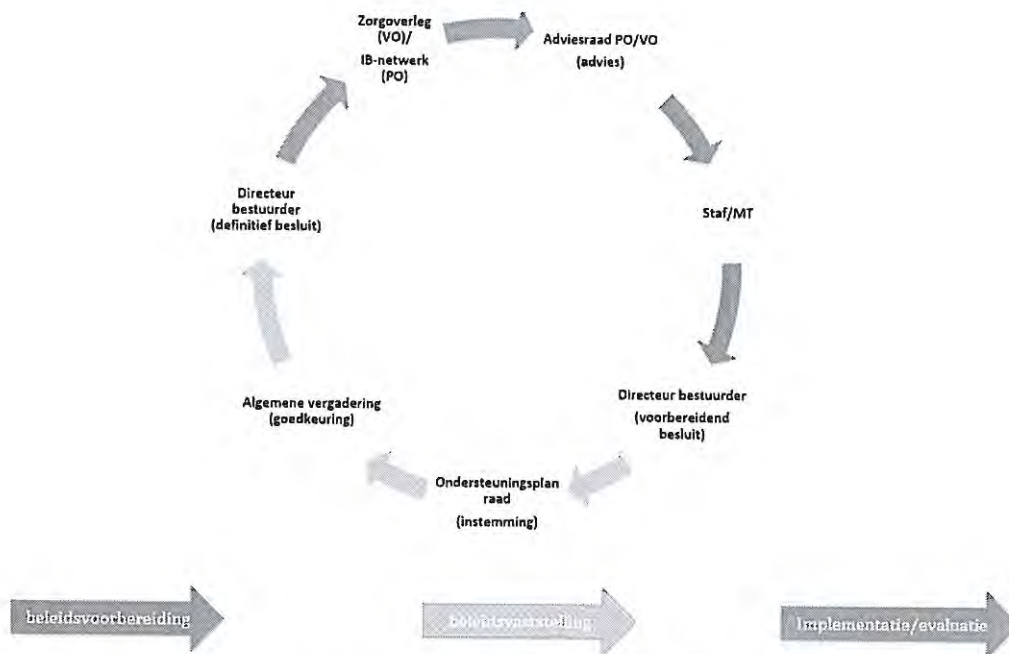 Zorgoverleg
(VO)/
IB-netwerk
(PO)
Adviesraad PO/VO
(advies)
Staf/MT
Directeur bestuurder
(voorbereidend
besluit)
Ondersteuningsplan
raad
(instemming)
Algemene vergadering
(goedkeuring)
Directeur
bestuurder
(definitief besluit)
beleidsvoorbereiding
beleidsvaststelling
Implementatie/evaluatie